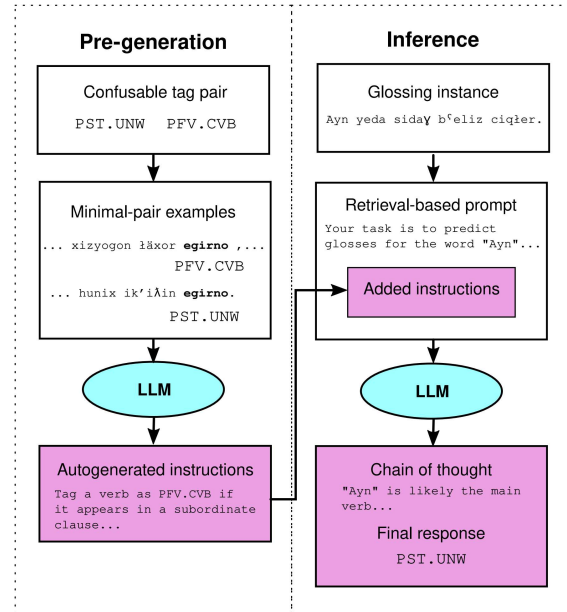 Pre-generation
Confusable tag pair
PST.UNW PFV.CVB
Minimal-pair examples
... xizyogon łäxor egirno ,...
PFV.CVB
... hunix ik’iƛin egirno.
PST.UNW
LLM
Autogenerated instructions
Tag a verb as PFV.CVB if
it appears in a subordinate
clause...
Inference
Glossing instance
Ayn yeda sidaɣ bˤeliz ciqłer.
Retrieval-based prompt
Your task is to predict
glosses for the word "Ayn"...
Added instructions
LLM
Chain of thought
"Ayn" is likely the main
verb...
Final response
PST.UNW